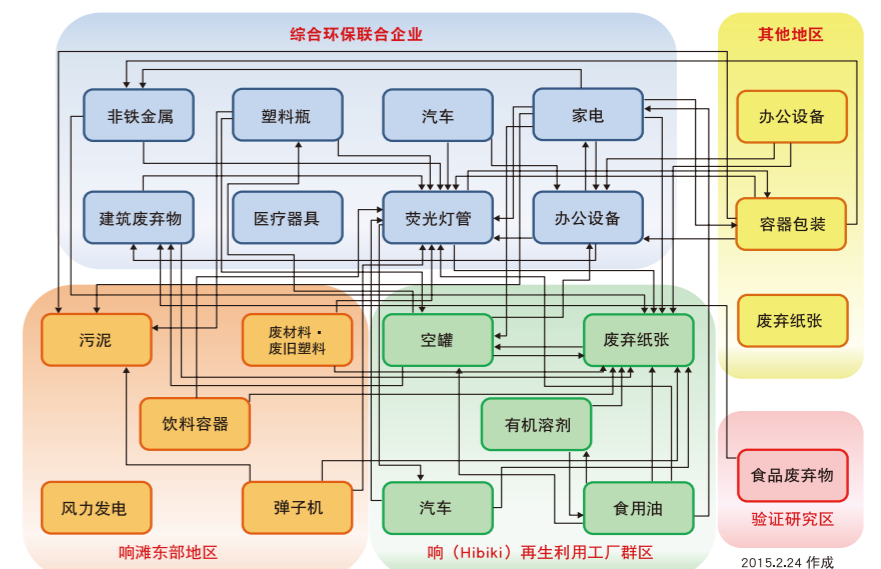 综合环保联合企业
其他地区
非铁金属
塑料瓶
汽车
家电
办公设备
建筑废弃物
医疗器具
荧光灯管
办公设备
容器包装
污泥
废材料·
废旧塑料
空罐
废弃纸张
废弃纸张
饮料容器
有机溶剂
食品废弃物
风力发电
弹子机
汽车
食用油
验证研究区
响滩东部地区
响（Hibiki）再生利用工厂群区
2015.2.24 作成